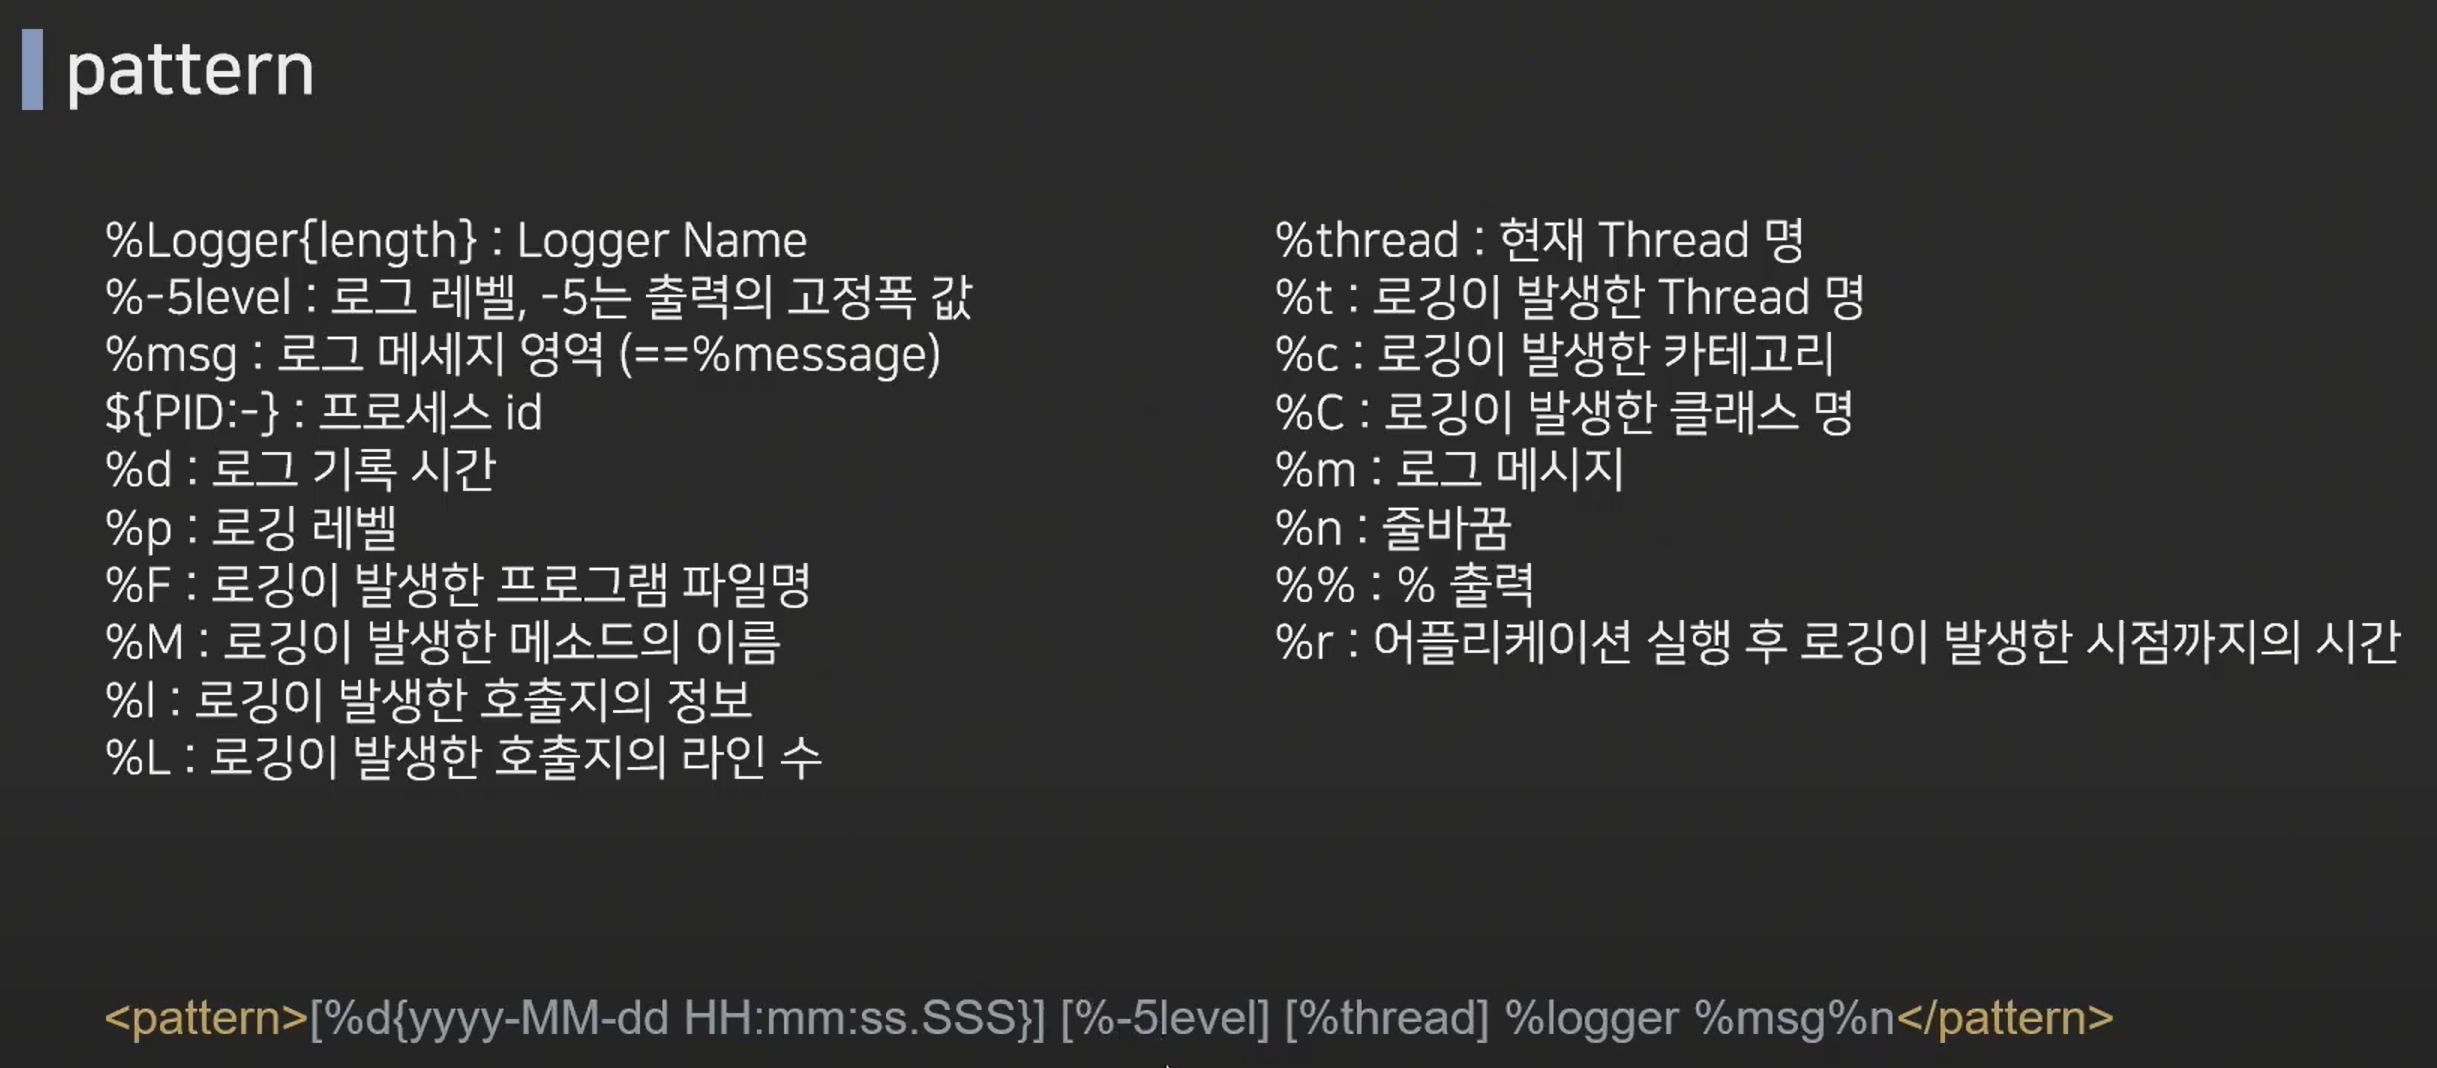 pattern
%Logger{length} : Logger Name
%-5level : 로그 레벨, -5는 출력의 고정폭 값
%msg : 로그 메세지 영역 (==%message)
${PID:-} : 프로세스 id
%d : 로그 기록 시간
%p : 로깅 레벨
%F : 로깅이 발생한 프로그램 파일명
%M : 로깅이 발생한 메소드의 이름
%l : 로깅이 발생한 호출지의 정보
%L : 로깅이 발생한 호출지의 라인 수
%thread : 현재 Thread 명
%t : 로깅이 발생한 Thread 명
%c : 로깅이 발생한 카테고리
%C : 로깅이 발생한 클래스 명
%m : 로그 메시지
%n : 줄바꿈
%% : % 출력
%r : 어플리케이션 실행 후 로깅이 발생한 시점까지의 시간
<pattern>[%d{yyyy-MM-dd HH:mm:ss.SSS}] [%-5level] [%thread] %logger %msg%n</pattern>